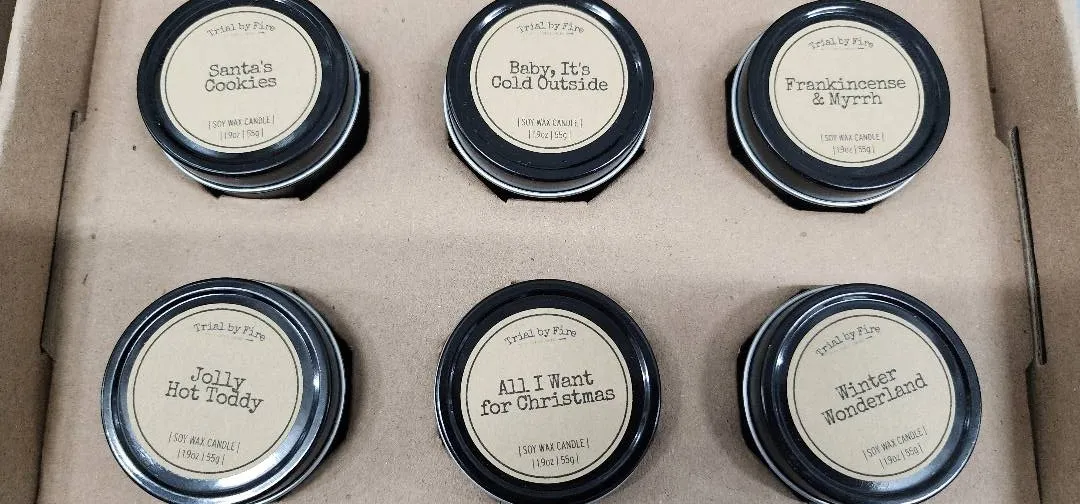 Trial by Fire
Santa's
Cookies
| SOY WAX CANDLE |
| 1.9oz | 55g |
Trial by Fire
Baby, It's
Cold Outside
| SOY WAX CANDLE |
| 1.9oz | 55g |
Trial by Fire
Frankincense
& Myrrh
| SOY WAX CANDLE |
| 1.9oz | 55g |
Trial by Fire
Jolly
Hot Toddy
| SOY WAX CANDLE |
| 1.9oz | 55g |
Trial by Fire
All I Want
for Christmas
| SOY WAX CANDLE |
| 1.9oz | 55g |
Trial by Fire
Winter
Wonderland
| SOY WAX CANDLE |
| 1.9oz | 55g |